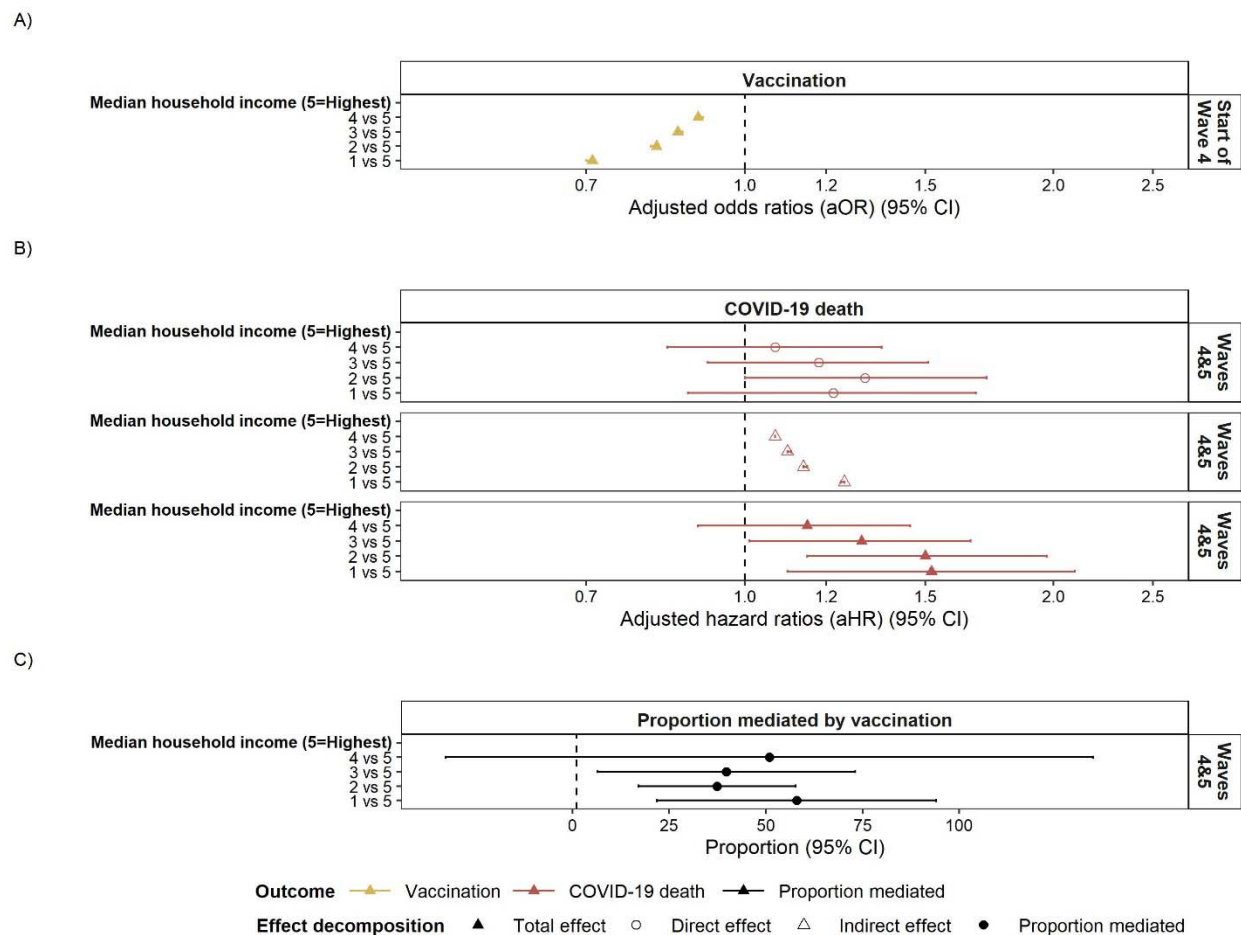 A)
Vaccination
Median household income (5=Highest)
4 vs 5
3 vs 5
2 vs 5
1 vs 5
Start of
Wave 4
0.7 1.0 1.2 1.5 2.0 2.5
Adjusted odds ratios (aOR) (95% CI)
B)
COVID-19 death
Median household income (5=Highest)
4 vs 5
3 vs 5
2 vs 5
1 vs 5
Waves
4&5
Median household income (5=Highest)
4 vs 5
3 vs 5
2 vs 5
1 vs 5
Waves
4&5
Median household income (5=Highest)
4 vs 5
3 vs 5
2 vs 5
1 vs 5
Waves
4&5
0.7 1.0 1.2 1.5 2.0 2.5
Adjusted hazard ratios (aHR) (95% CI)
C)
Proportion mediated by vaccination
Median household income (5=Highest)
4 vs 5
3 vs 5
2 vs 5
1 vs 5
Waves
4&5
0 25 50 75 100
Proportion (95% CI)
Outcome Vaccination COVID-19 death Proportion mediated
Effect decomposition Total effect Direct effect Indirect effect Proportion mediated